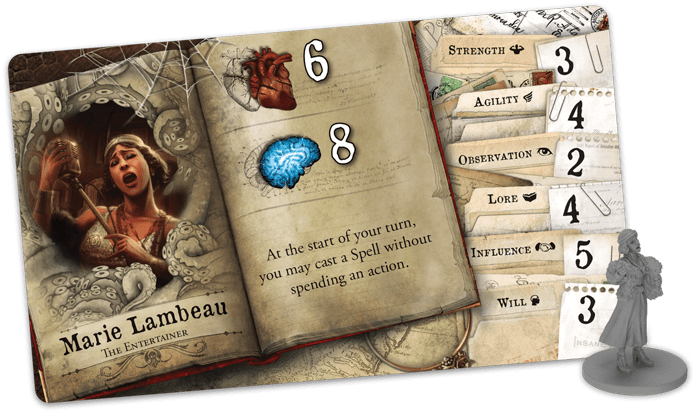 6
8
At the start of your turn,
you may cast a Spell without
spending an action.
Marie Lambeau
The Entertainer
Strength 3
Agility 4
Observation 2
Lore 4
Influence 5
Will 3